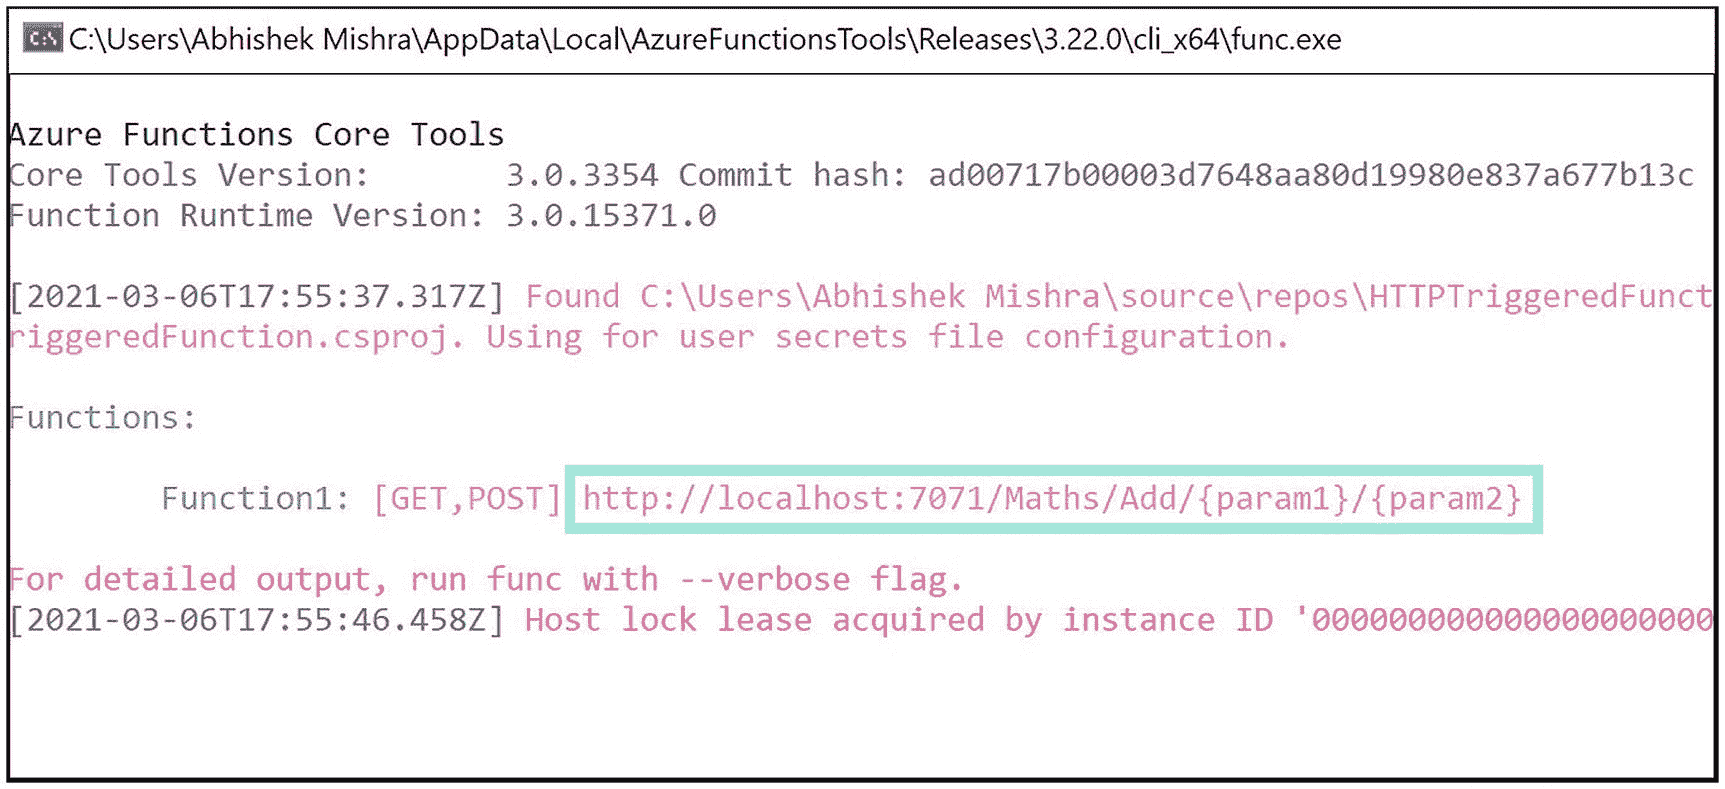 C:\Users\Abhishek Mishra\AppData\Local\AzureFunctionsTools\Releases\3.22.0\cli_x64\func.exe
Azure Functions Core Tools
Core Tools Version:       3.0.3354 Commit hash: ad00717b00003d7648aa80d19980e837a677b13c
Function Runtime Version: 3.0.15371.0
[2021-03-06T17:55:37.317Z] Found C:\Users\Abhishek Mishra\source\repos\HTTPTriggeredFunct
riggeredFunction.csproj. Using for user secrets file configuration.
Functions:
Function1: [GET,POST] http://localhost:7071/Maths/Add/{param1}/{param2}
For detailed output, run func with --verbose flag.
[2021-03-06T17:55:46.458Z] Host lock lease acquired by instance ID '000000000000000000000